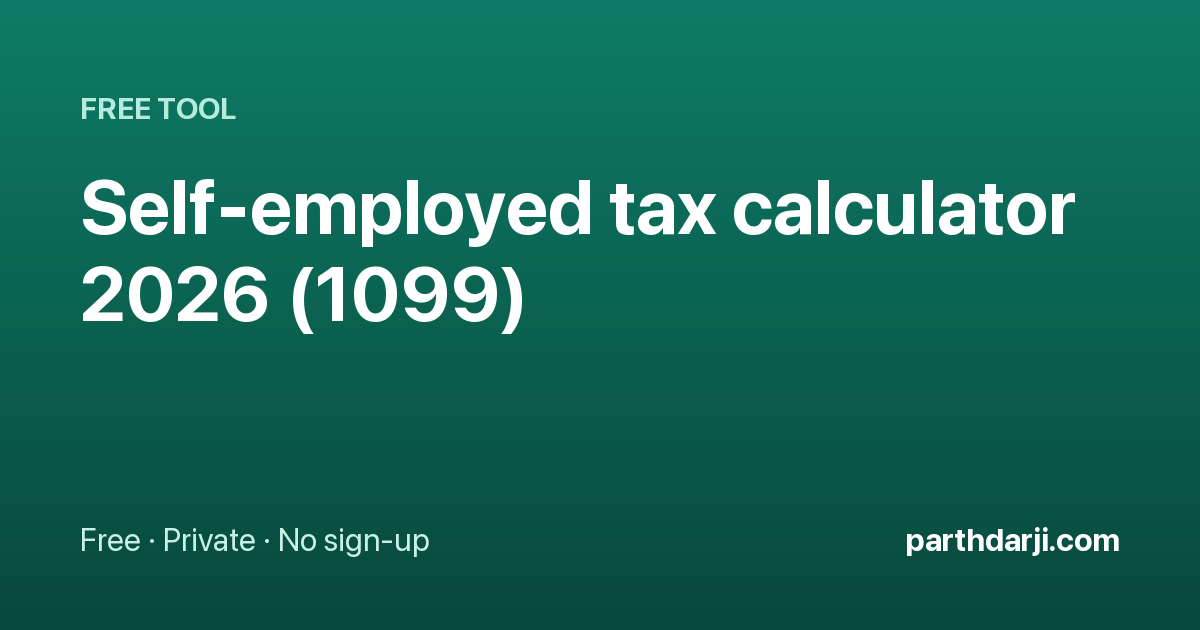 FREE TOOL
Self-employed tax calculator
2026 (1099)
Free · Private · No sign-up
parthdarji.com